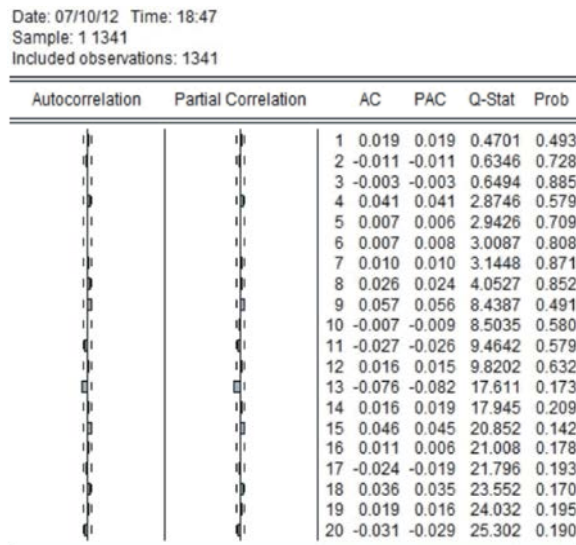 Date: 07/10/12 Time: 18:47
Sample: 1 1341
Included observations: 1341
Autocorrelation Partial Correlation AC PAC Q-Stat Prob
1 0.019 0.019 0.4701 0.493
2 -0.011 -0.011 0.6346 0.728
3 -0.003 -0.003 0.6494 0.885
4 0.041 0.041 2.8746 0.579
5 0.007 0.006 2.9426 0.709
6 0.007 0.008 3.0087 0.808
7 0.010 0.010 3.1448 0.871
8 0.026 0.024 4.0527 0.852
9 0.057 0.056 8.4387 0.491
10 -0.007 -0.009 8.5035 0.580
11 -0.027 -0.026 9.4642 0.579
12 0.016 0.015 9.8202 0.632
13 -0.076 -0.082 17.611 0.173
14 0.016 0.019 17.945 0.209
15 0.046 0.045 20.852 0.142
16 0.011 0.006 21.008 0.178
17 -0.024 -0.019 21.796 0.193
18 0.036 0.035 23.552 0.170
19 0.019 0.016 24.032 0.195
20 -0.031 -0.029 25.302 0.190